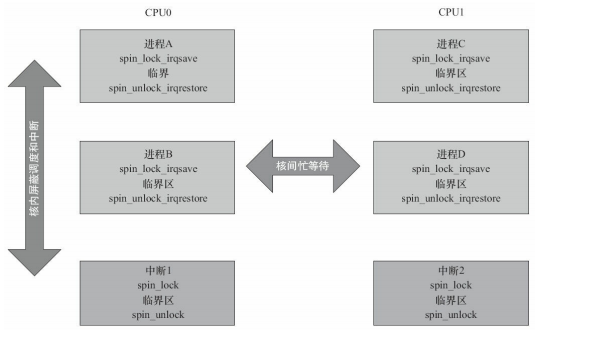 CPU0
CPU1
进程A
spin_lock_irqsave
临界
spin_unlock_irqrestore
进程C
spin_lock_irqsave
临界区
spin_unlock_irqrestore
核内屏蔽调度和中断
进程B
spin_lock_irqsave
临界区
spin_unlock_irqrestore
核间忙等待
进程D
spin_lock_irqsave
临界区
spin_unlock_irqrestore
中断1
spin_lock
临界区
spin_unlock
中断2
spin_lock
临界区
spin_unlock